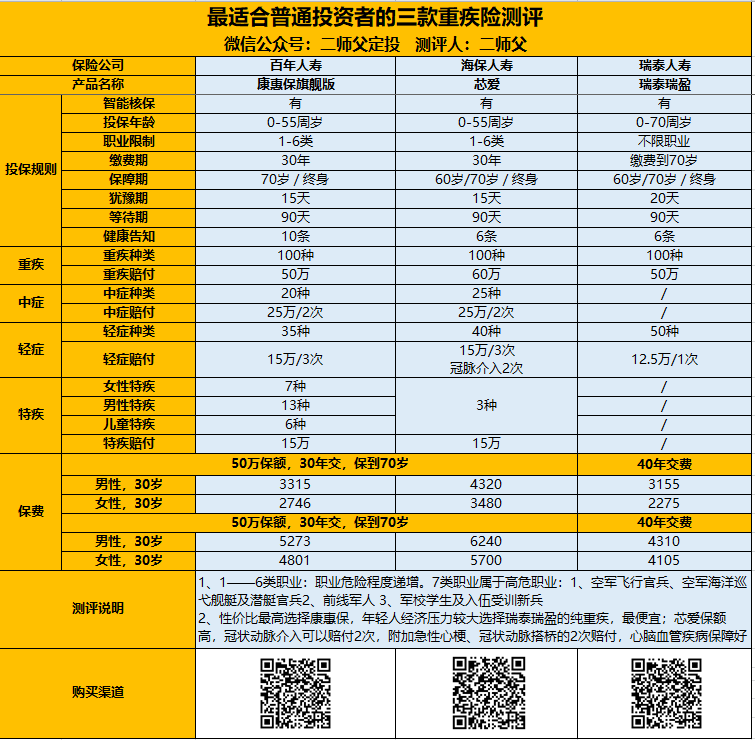 最适合普通投资者的三款重疾险测评
微信公众号：二师父定投 测评人：二师父
保险公司 百年人寿 海保人寿 瑞泰人寿
产品名称 康惠保旗舰版 芯爱 瑞泰瑞盈
投保规则
智能核保 有 有 有
投保年龄 0-55周岁 0-55周岁 0-70周岁
职业限制 1-6类 1-6类 不限职业
缴费期 30年 30年 缴费到70岁
保障期 70岁 / 终身 60岁/70岁 / 终身 60岁/70岁 / 终身
犹豫期 15天 15天 20天
等待期 90天 90天 90天
健康告知 10条 6条 6条
重疾
重疾种类 100种 100种 100种
重疾赔付 50万 60万 50万
中症
中症种类 20种 25种 /
中症赔付 25万/2次 25万/2次 /
轻症
轻症种类 35种 40种 50种
轻症赔付 15万/3次 15万/3次 12.5万/1次
冠脉介入2次
特疾
女性特疾 7种 /
男性特疾 13种 3种 /
儿童特疾 6种 /
特疾赔付 15万 15万 /
保费
50万保额，30年交，保到70岁 40年交费
男性，30岁 3315 4320 3155
女性，30岁 2746 3480 2275
50万保额，30年交，保到70岁 40年交费
男性，30岁 5273 6240 4310
女性，30岁 4801 5700 4105
测评说明
1、1——6类职业：职业危险程度递增。7类职业属于高危职业：1、空军飞行官兵、空军海洋巡
弋舰艇及潜艇官兵2、前线军人 3、军校学生及入伍受训新兵
2、性价比最高选择康惠保，年轻人经济压力较大选择瑞泰瑞盈的纯重疾，最便宜；芯爱保额
高，冠状动脉介入可以赔付2次，附加急性心梗、冠状动脉搭桥的2次赔付，心脑血管疾病保障好
购买渠道